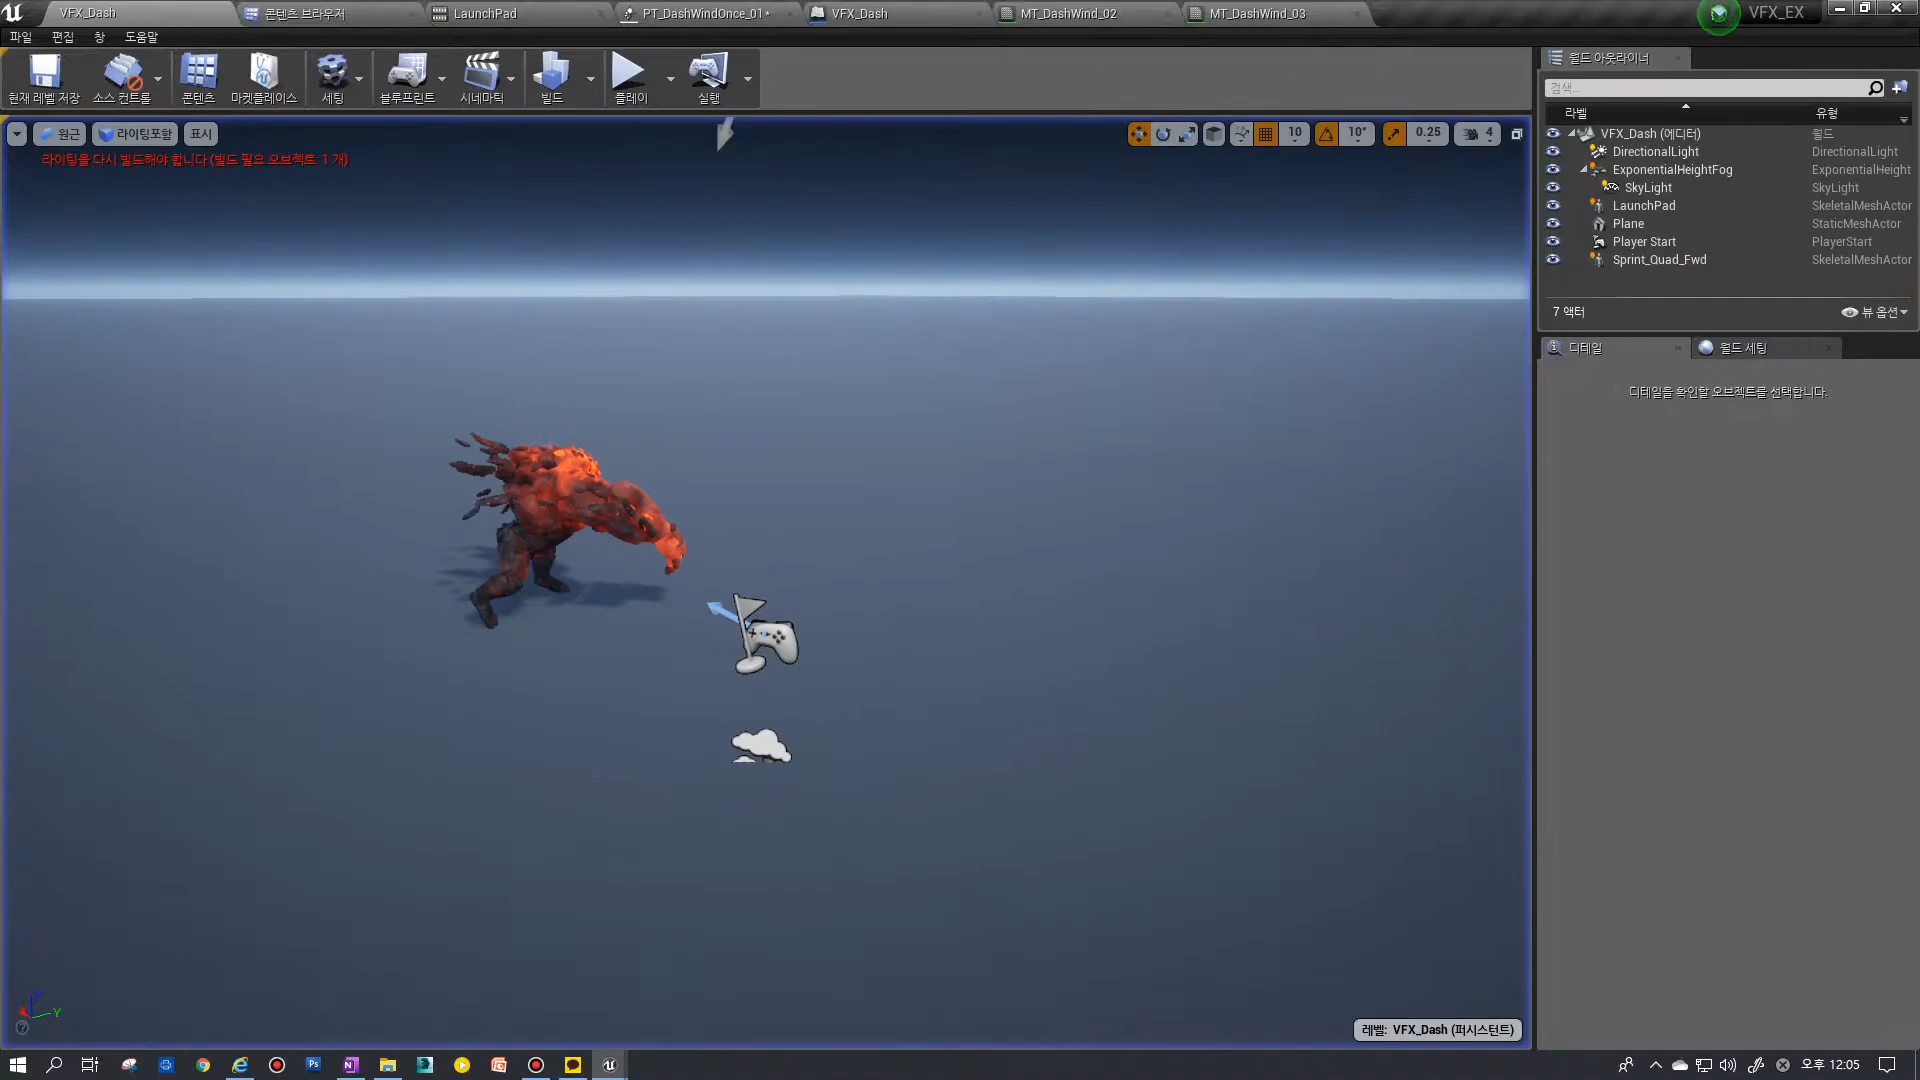 VFX_Dash
콘텐츠 브라우저
LaunchPad
PT_DashWindOnce_01*
VFX_Dash
MT_DashWind_02
MT_DashWind_03
VFX_EX
파일 편집 창 도움말
현재 레벨 저장
소스 컨트롤
콘텐츠
마켓플레이스
세팅
블루프린트
시네마틱
빌드
플레이
실행
원근
라이팅포함
표시
10
10°
0.25
4
라이팅을 다시 빌드해야 합니다 (빌드 필요 오브젝트: 1 개)
월드 아웃라이너
검색...
라벨 유형
VFX_Dash (에디터) 월드
DirectionalLight DirectionalLight
ExponentialHeightFog ExponentialHeight
SkyLight SkyLight
LaunchPad SkeletalMeshActor
Plane StaticMeshActor
Player Start PlayerStart
Sprint_Quad_Fwd SkeletalMeshActor
7 액터
뷰 옵션
디테일
월드 세팅
디테일을 확인할 오브젝트를 선택합니다.
X Y Z
레벨: VFX_Dash (퍼시스턴트)
오후 12:05